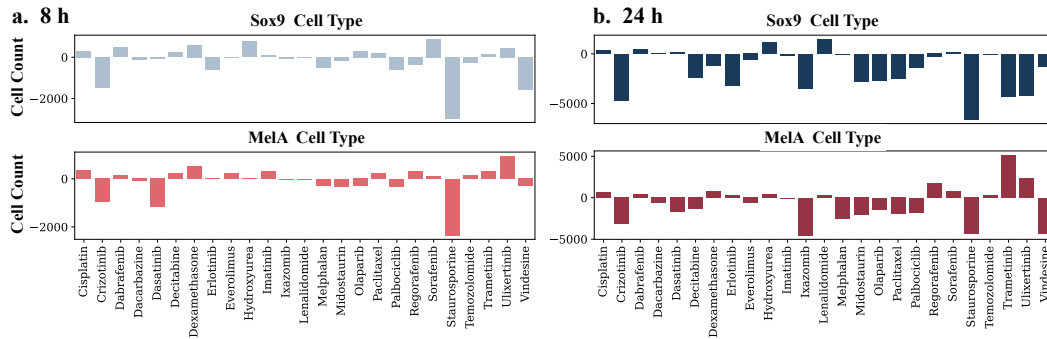 a. 8 h
Sox9 Cell Type
Cell Count
0
−2000
MelA Cell Type
Cell Count
0
−2000
Cisplatin
Crizotinib
Dabrafenib
Dacarbazine
Dasatinib
Decitabine
Dexamethasone
Erlotinib
Everolimus
Hydroxyurea
Imatinib
Ixazomib
Lenalidomide
Melphalan
Midostaurin
Olaparib
Paclitaxel
Palbociclib
Regorafenib
Sorafenib
Staurosporine
Temozolomide
Trametinib
Ulixertinib
Vindesine
b. 24 h
Sox9 Cell Type
0
−5000
MelA Cell Type
5000
0
−5000
Cisplatin
Crizotinib
Dabrafenib
Dacarbazine
Dasatinib
Decitabine
Dexamethasone
Erlotinib
Everolimus
Hydroxyurea
Imatinib
Ixazomib
Lenalidomide
Melphalan
Midostaurin
Olaparib
Paclitaxel
Palbociclib
Regorafenib
Sorafenib
Staurosporine
Temozolomide
Trametinib
Ulixertinib
Vindesine